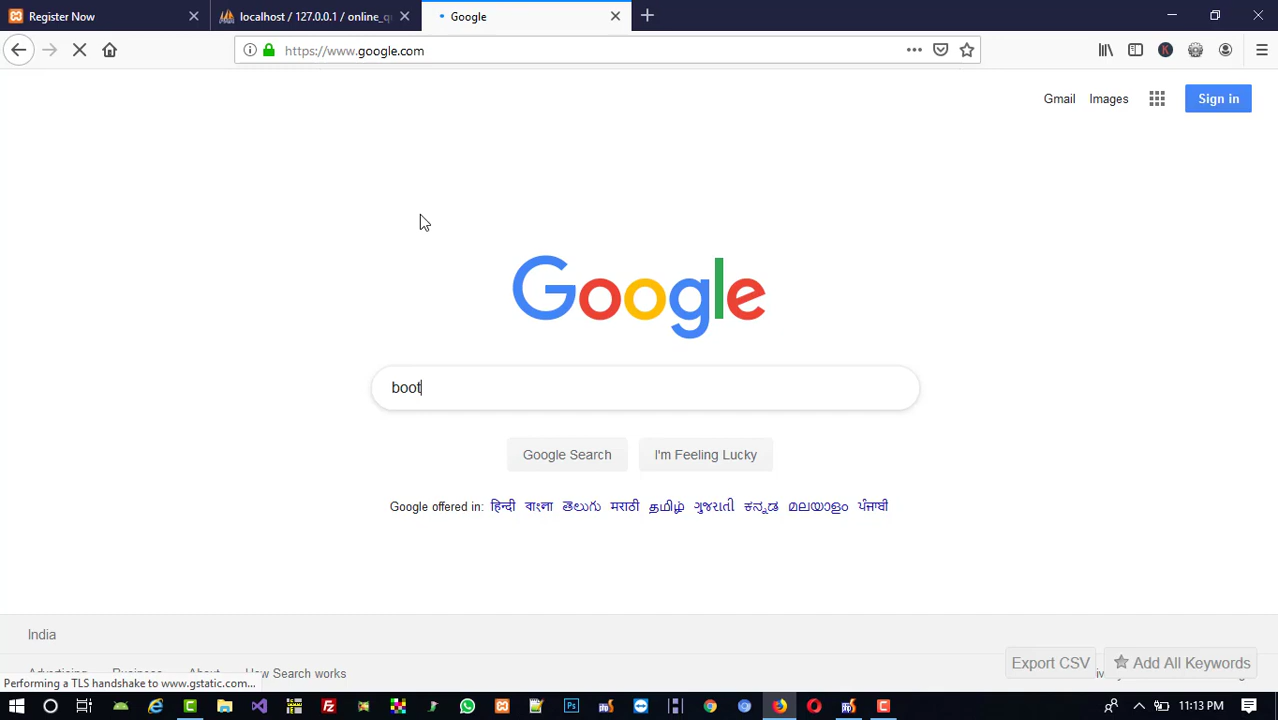 Register Now
localhost / 127.0.0.1 / online_q
Google
https://www.google.com
Gmail Images Sign in
Google
boot
Google Search I'm Feeling Lucky
Google offered in: हिन्दी বাংলা తెలుగు मराठी தமிழ் ગુજરાતી ಕನ್ನಡ മലയാളം ਪੰਜਾਬੀ
India
Export CSV Add All Keywords
Advertising Business About How Search works
Performing a TLS handshake to www.gstatic.com...
11:13 PM